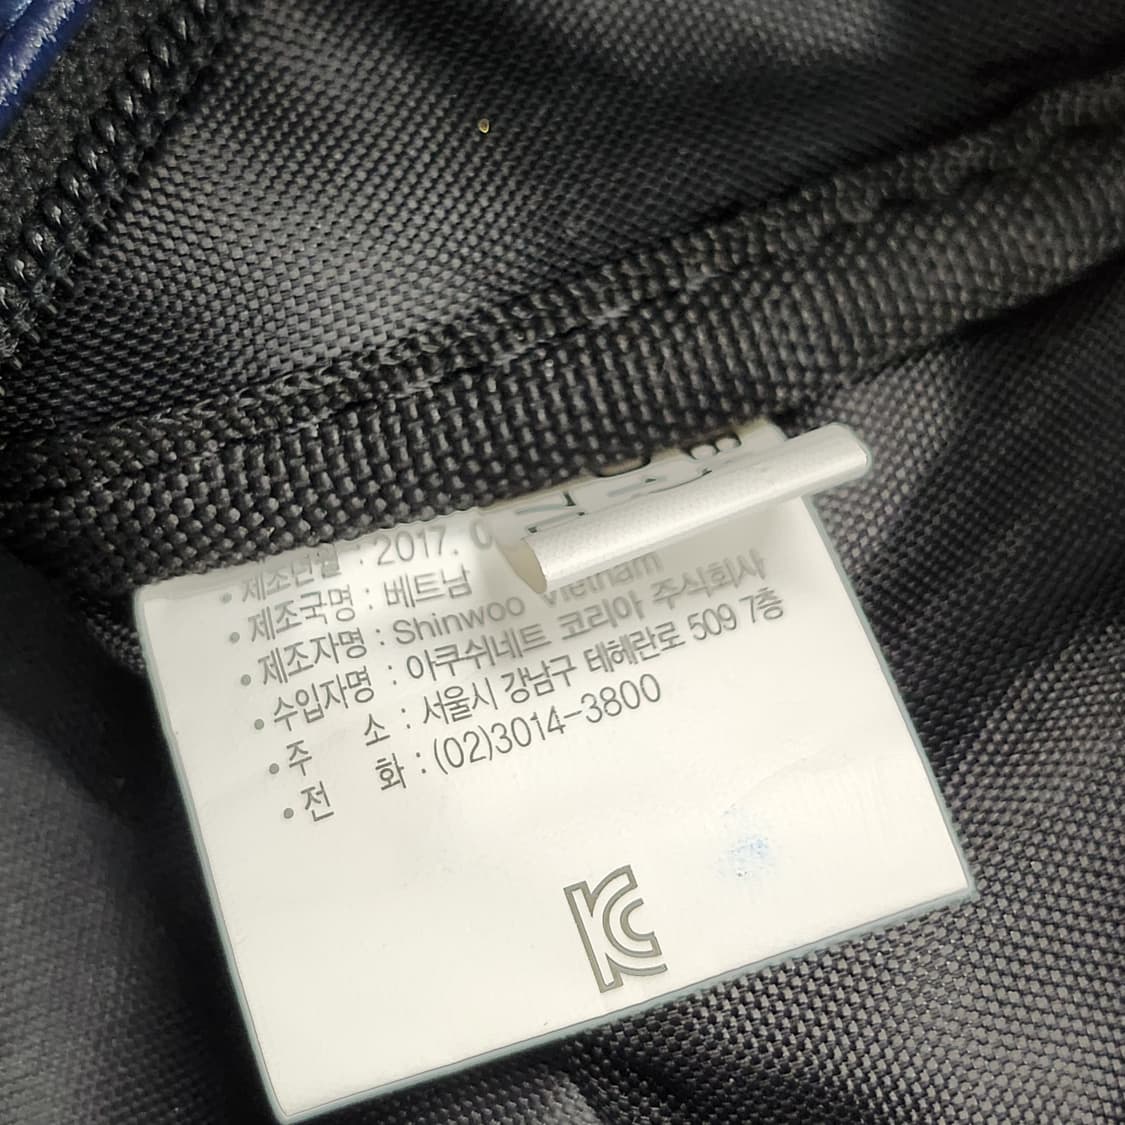 • 제조년월 : 2017. 0
• 제조국명 : 베트남
• 제조자명 : Shinwoo Vietnam
• 수입자명 : 아쿠쉬네트 코리아 주식회사
• 주 소 : 서울시 강남구 테헤란로 509 7층
• 전 화 : (02)3014-3800
KC